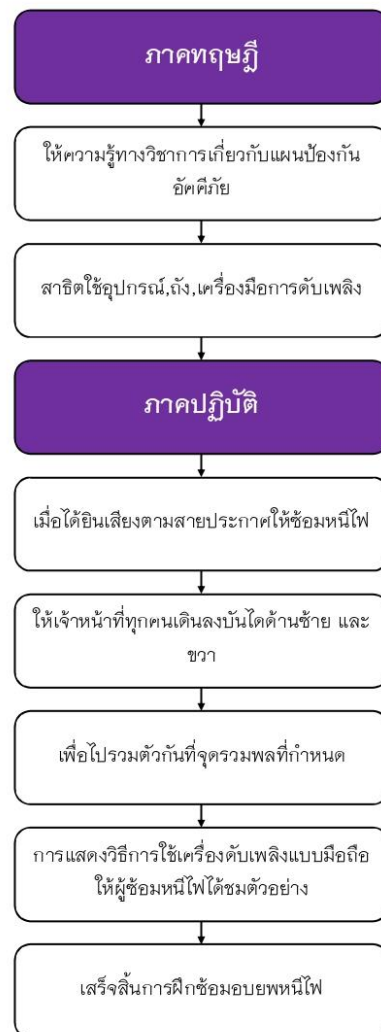 ภาคทฤษฎี
ให้ความรู้ทางวิชาการเกี่ยวกับแผนป้องกัน
อัคคีภัย
สาธิตใช้อุปกรณ์,ถัง,เครื่องมือการดับเพลิง
ภาคปฏิบัติ
เมื่อได้ยินเสียงตามสายประกาศให้ซ้อมหนีไฟ
ให้เจ้าหน้าที่ทุกคนเดินลงบันไดด้านซ้าย และ
ขวา
เพื่อไปรวมตัวกันที่จุดรวมพลที่กำหนด
การแสดงวิธีการใช้เครื่องดับเพลิงแบบมือถือ
ให้ผู้ซ้อมหนีไฟได้ชมตัวอย่าง
เสร็จสิ้นการฝึกซ้อมอบยพหนีไฟ